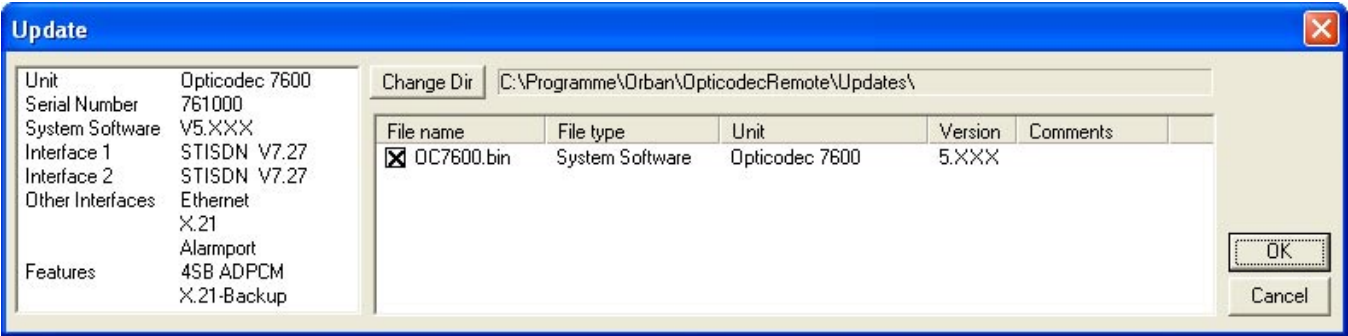 Update
Unit Opticodec 7600
Serial Number 761000
System Software V5.XXX
Interface 1 STISDN V7.27
Interface 2 STISDN V7.27
Other Interfaces Ethernet
X.21
Alarmport
Features 4SB ADPCM
X.21-Backup
Change Dir C:\Programme\Orban\OpticodecRemote\Updates\
File name File type Unit Version Comments
OC7600.bin System Software Opticodec 7600 5.XXX
OK
Cancel